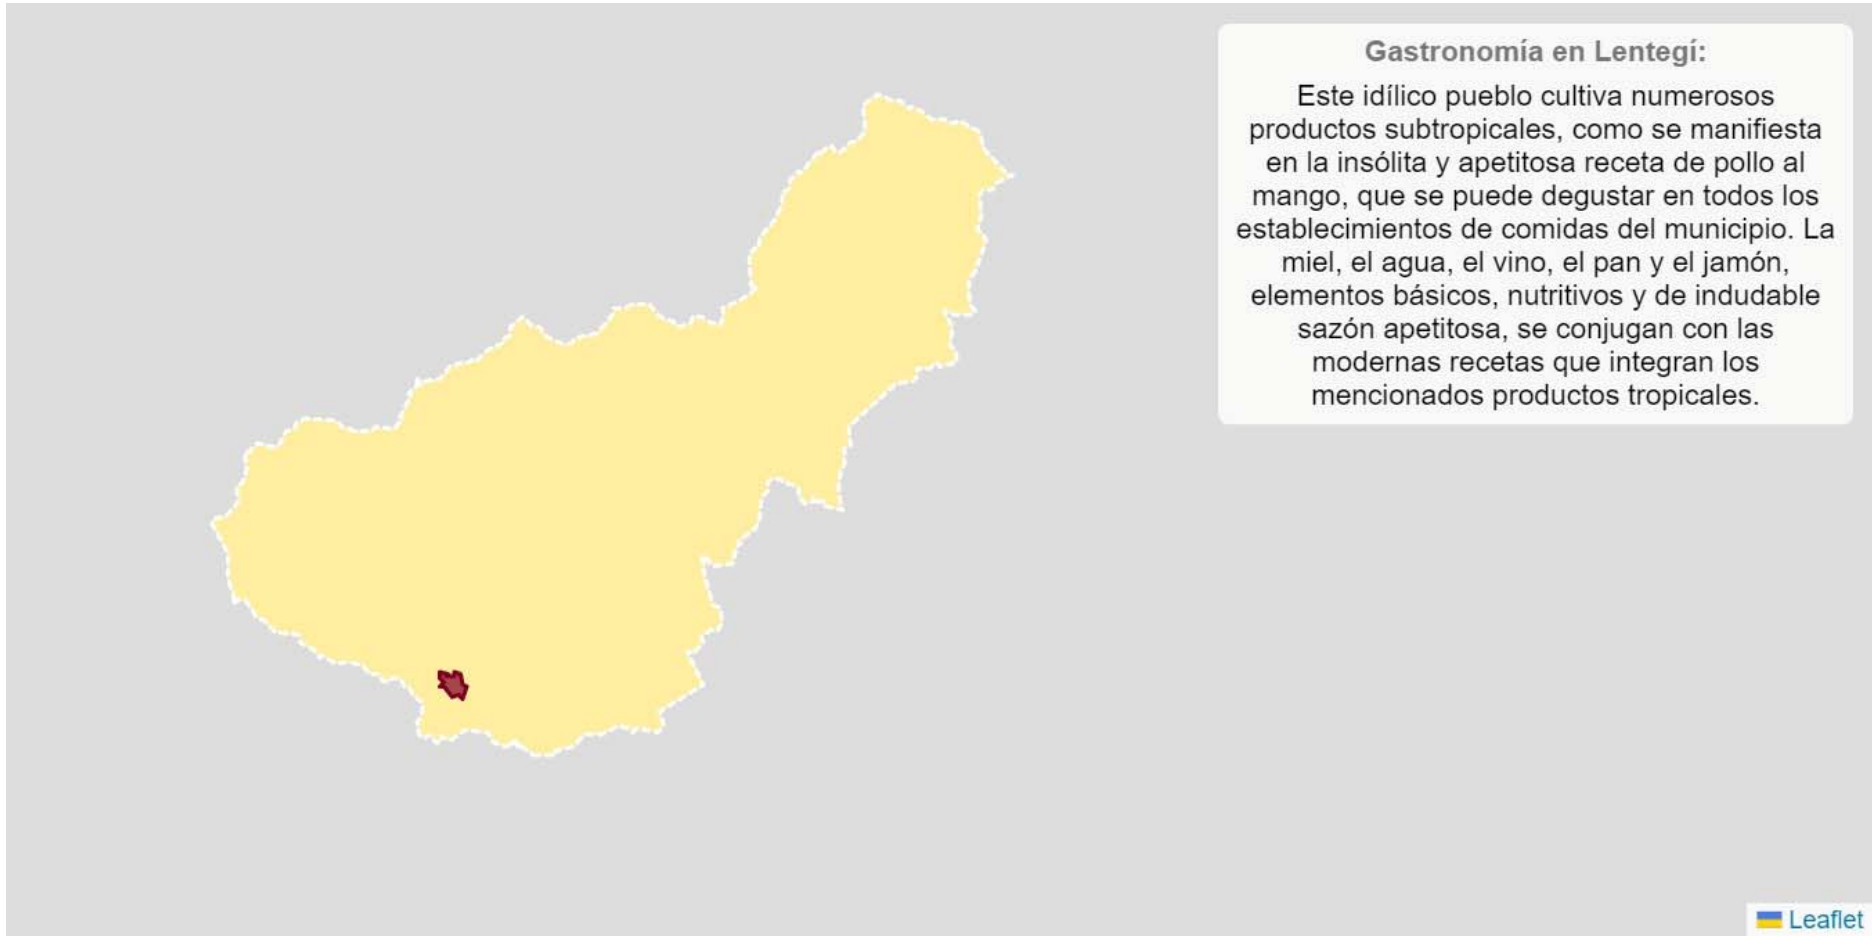 Gastronomía en Lentegí:
Este idílico pueblo cultiva numerosos
productos subtropicales, como se manifiesta
en la insólita y apetitosa receta de pollo al
mango, que se puede degustar en todos los
establecimientos de comidas del municipio. La
miel, el agua, el vino, el pan y el jamón,
elementos básicos, nutritivos y de indudable
sazón apetitosa, se conjugan con las
modernas recetas que integran los
mencionados productos tropicales.
Leaflet